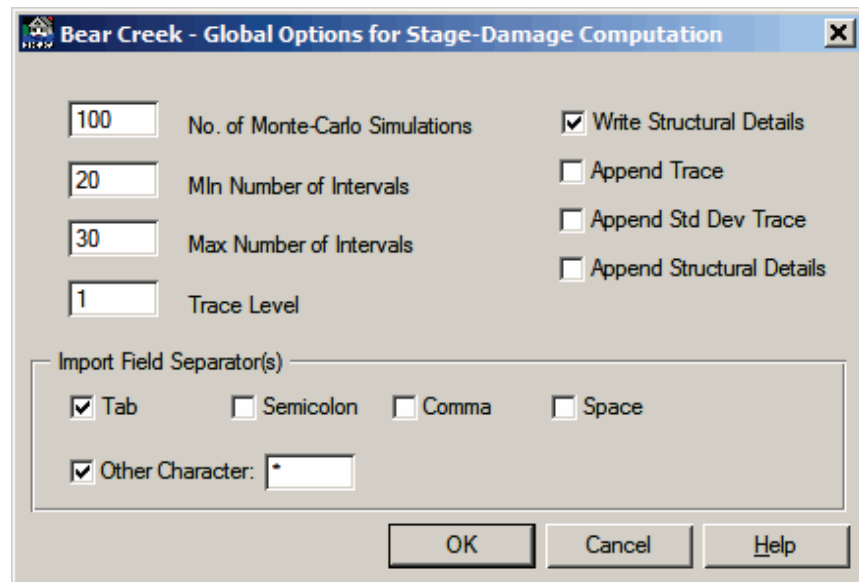 Bear Creek - Global Options for Stage-Damage Computation
100 No. of Monte-Carlo Simulations
20 MIn Number of Intervals
30 Max Number of Intervals
1 Trace Level
Write Structural Details
Append Trace
Append Std Dev Trace
Append Structural Details
Import Field Separator(s)
Tab Semicolon Comma Space
Other Character: *
OK Cancel Help